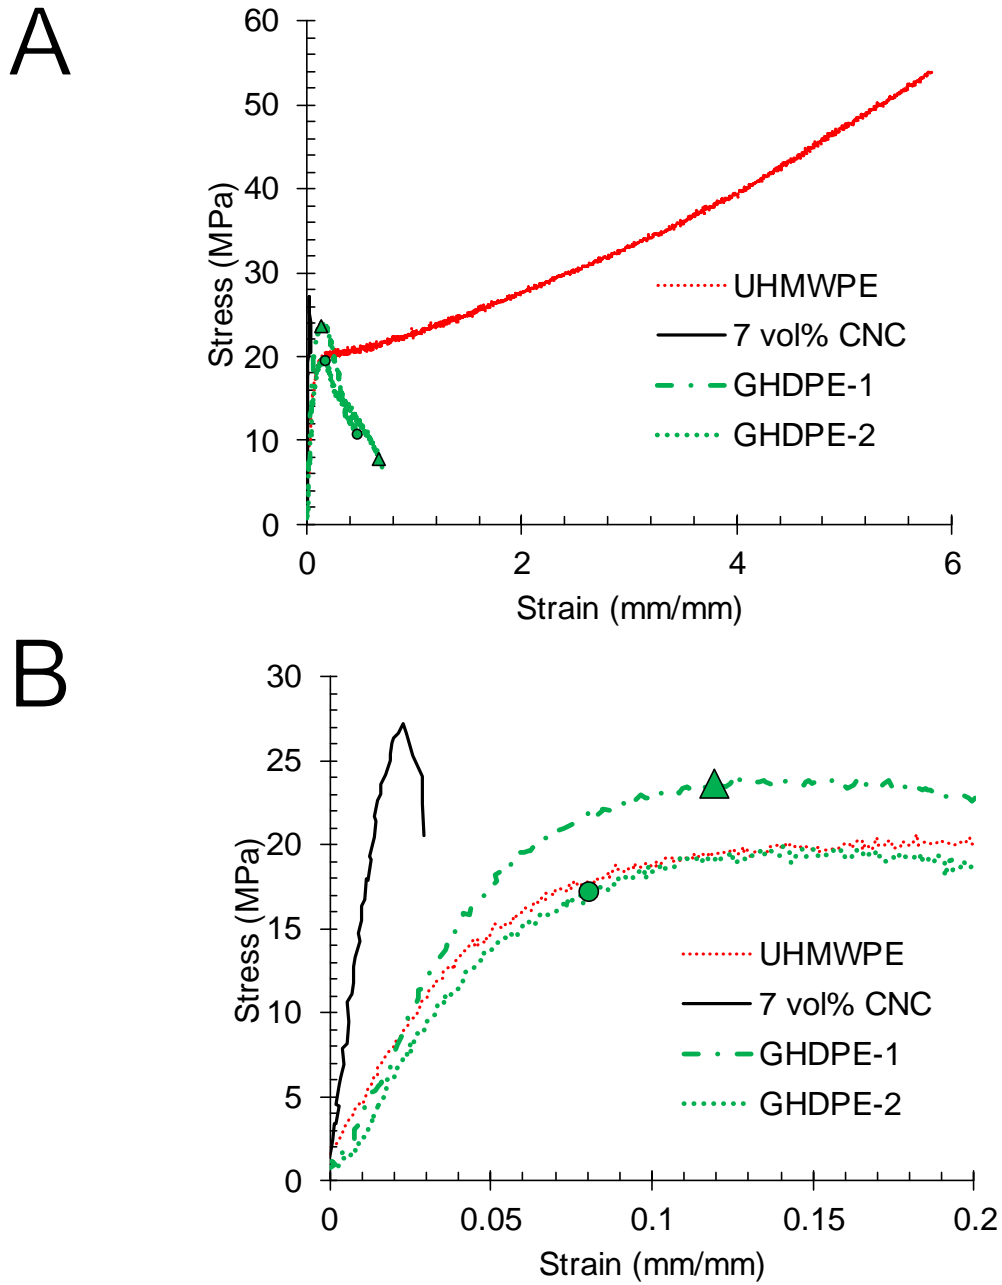 A
60
50
40
30
20
10
0
Stress (MPa)
UHMWPE
7 vol% CNC
GHDPE-1
GHDPE-2
0 2 4 6
Strain (mm/mm)
B
30
25
20
15
10
5
0
Stress (MPa)
UHMWPE
7 vol% CNC
GHDPE-1
GHDPE-2
0 0.05 0.1 0.15 0.2
Strain (mm/mm)